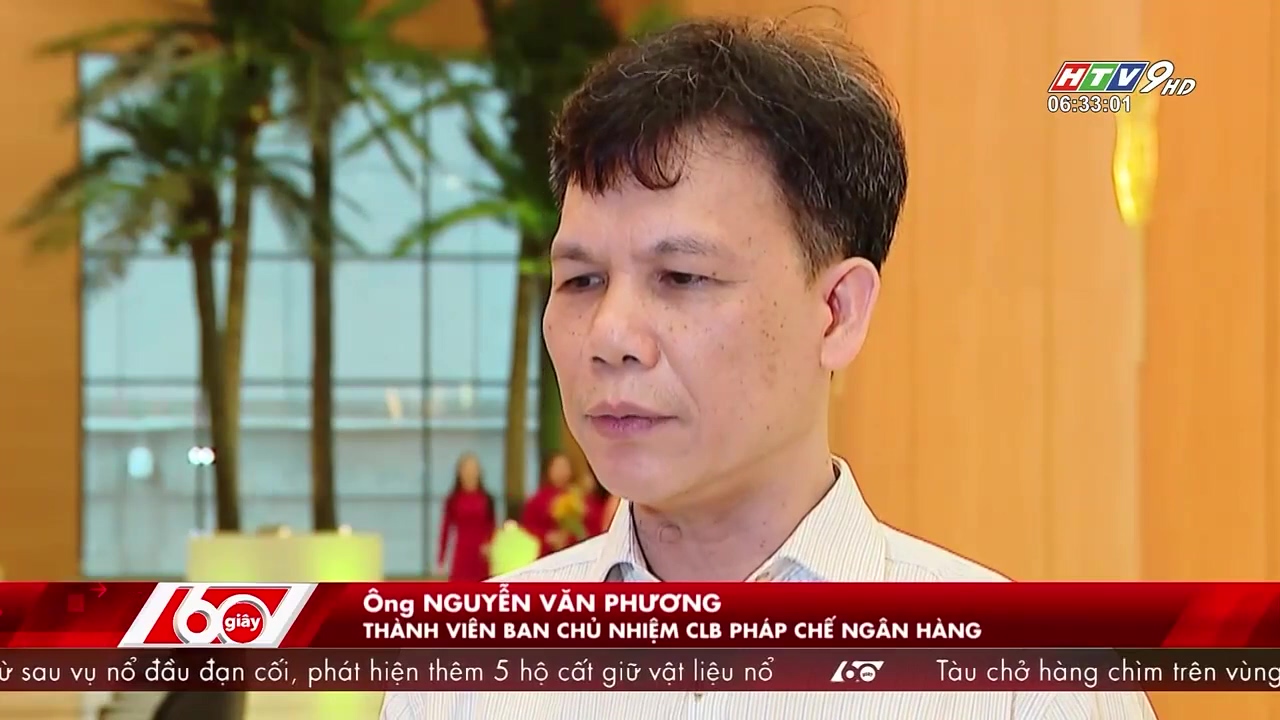 HTV9 HD
06:33:01
60 giây
Ông NGUYỄN VĂN PHƯƠNG
THÀNH VIÊN BAN CHỦ NHIỆM CLB PHÁP CHẾ NGÂN HÀNG
sau vụ nổ đầu đạn cối, phát hiện thêm 5 hộ cất giữ vật liệu nổ 60 giây Tàu chở hàng chìm trên vùng